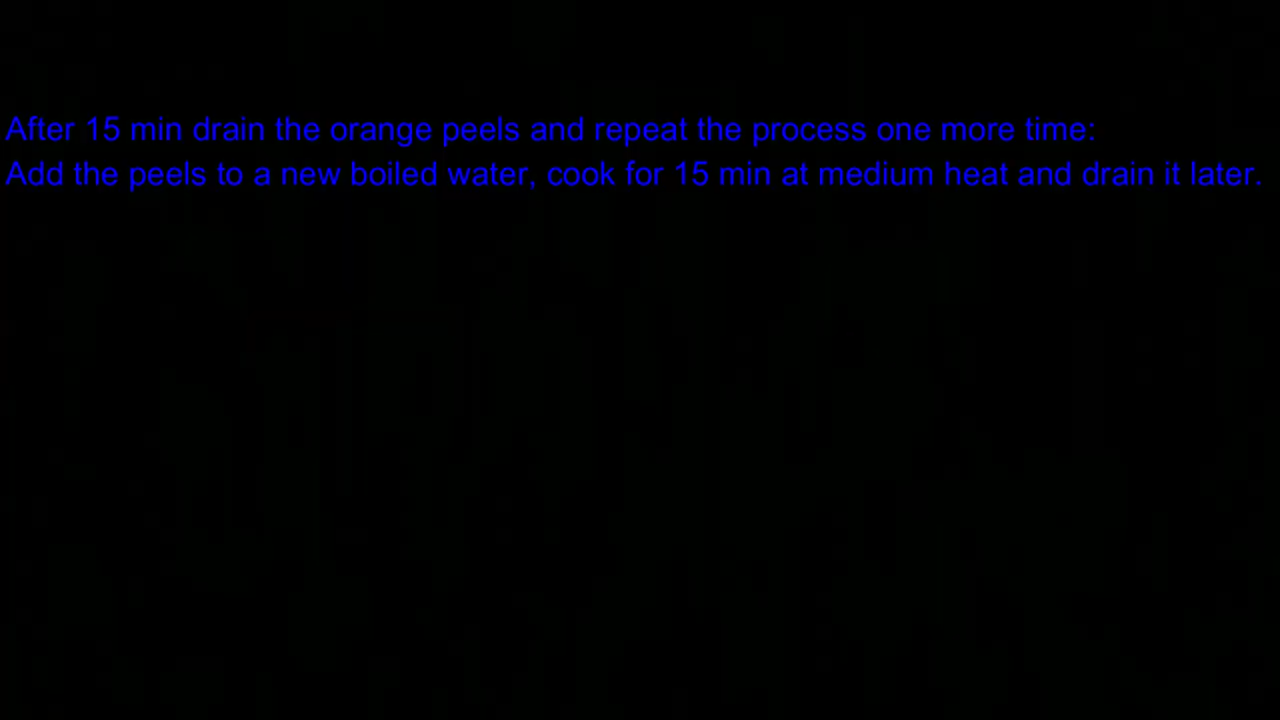 After 15 min drain the orange peels and repeat the process one more time:
Add the peels to a new boiled water, cook for 15 min at medium heat and drain it later.